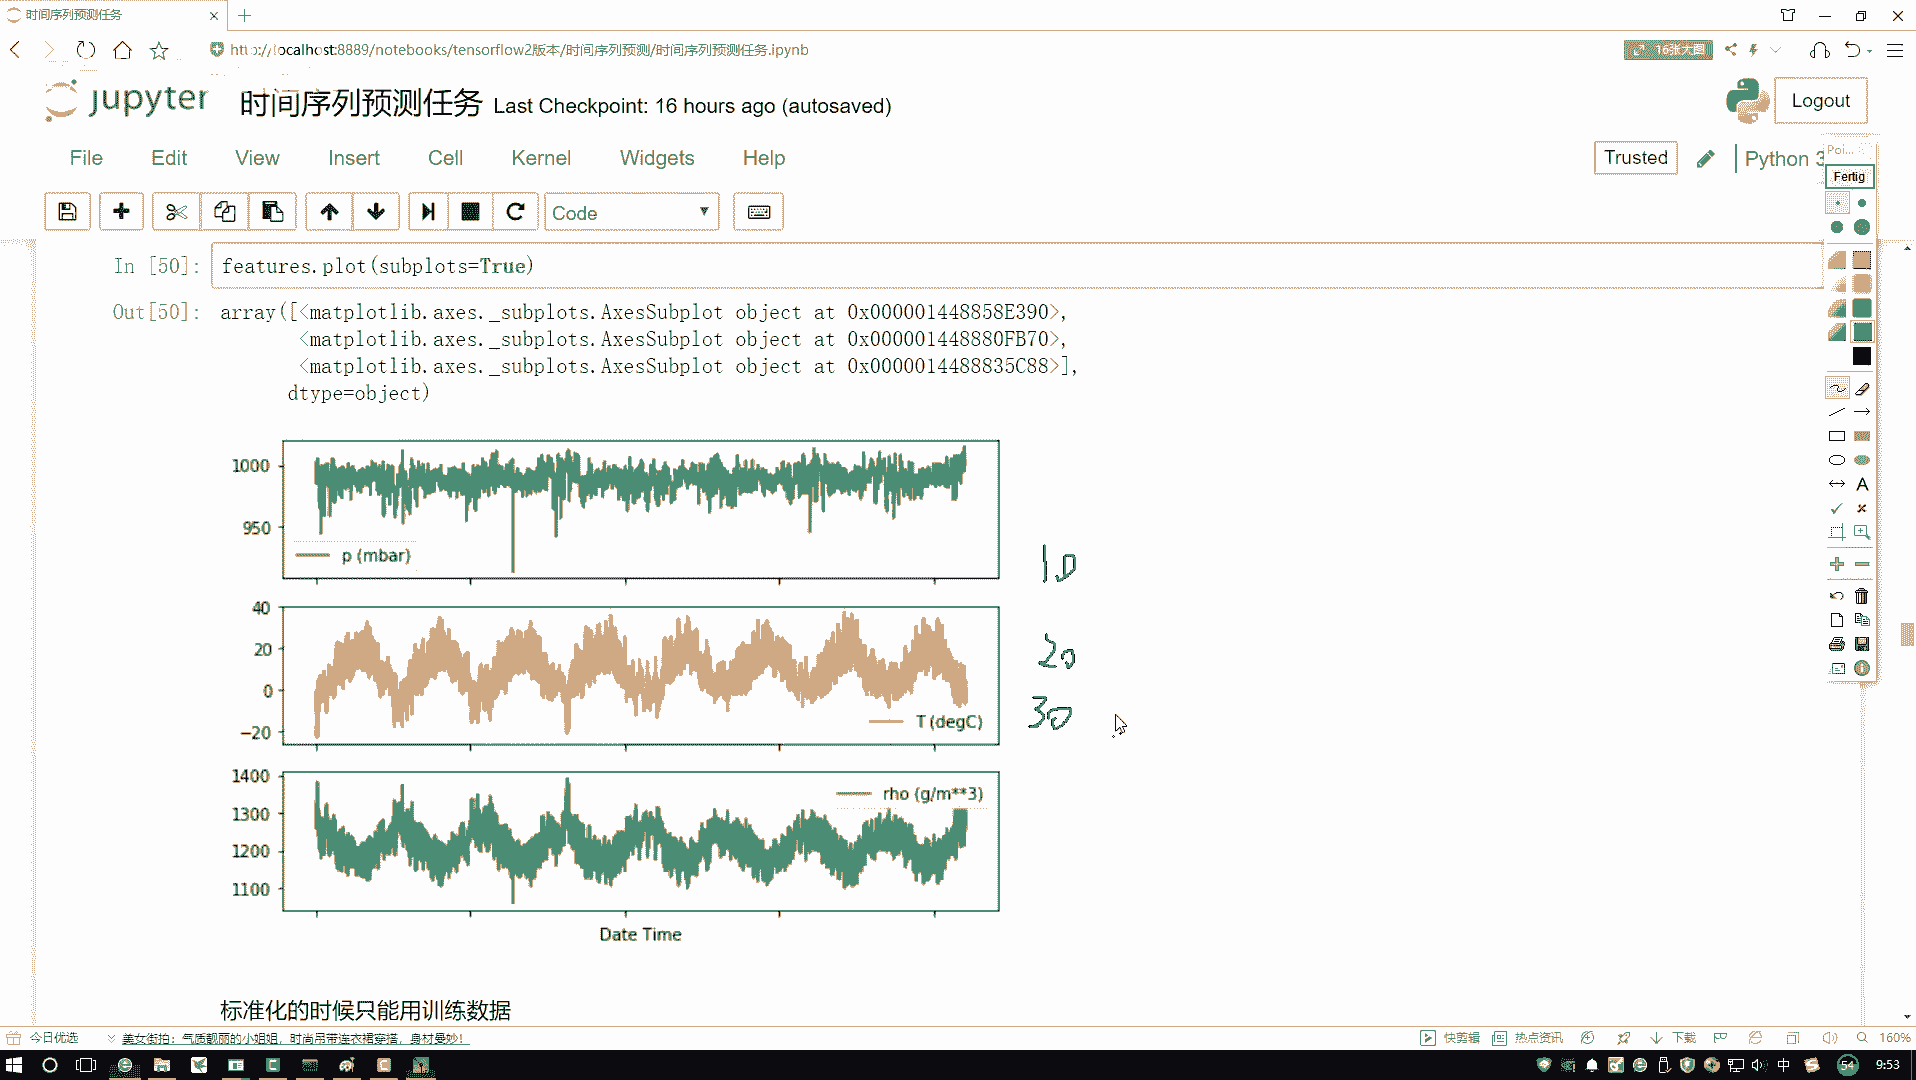 时间序列预测任务
http://localhost:8889/notebooks/tensorflow2版本/时间序列预测/时间序列预测任务.ipynb
16张大图
jupyter 时间序列预测任务 Last Checkpoint: 16 hours ago (autosaved)
Logout
File Edit View Insert Cell Kernel Widgets Help
Trusted
Python 3
Poi...
Fertig
Code
In [50]: features.plot(subplots=True)
Out[50]: array([<matplotlib.axes._subplots.AxesSubplot object at 0x000001448858E390>,
<matplotlib.axes._subplots.AxesSubplot object at 0x000001448880FB70>,
<matplotlib.axes._subplots.AxesSubplot object at 0x0000014488835C88>],
dtype=object)
1000
950
p (mbar)
10
40
20
0
-20
T (degC)
20
30
1400
1300
1200
1100
rho (g/m**3)
Date Time
标准化的时候只能用训练数据
今日优选
美女街拍：气质靓丽的小姐姐，时尚吊带连衣裙穿搭，身材曼妙！
快剪辑
热点资讯
下载
160%
中
54
9:53